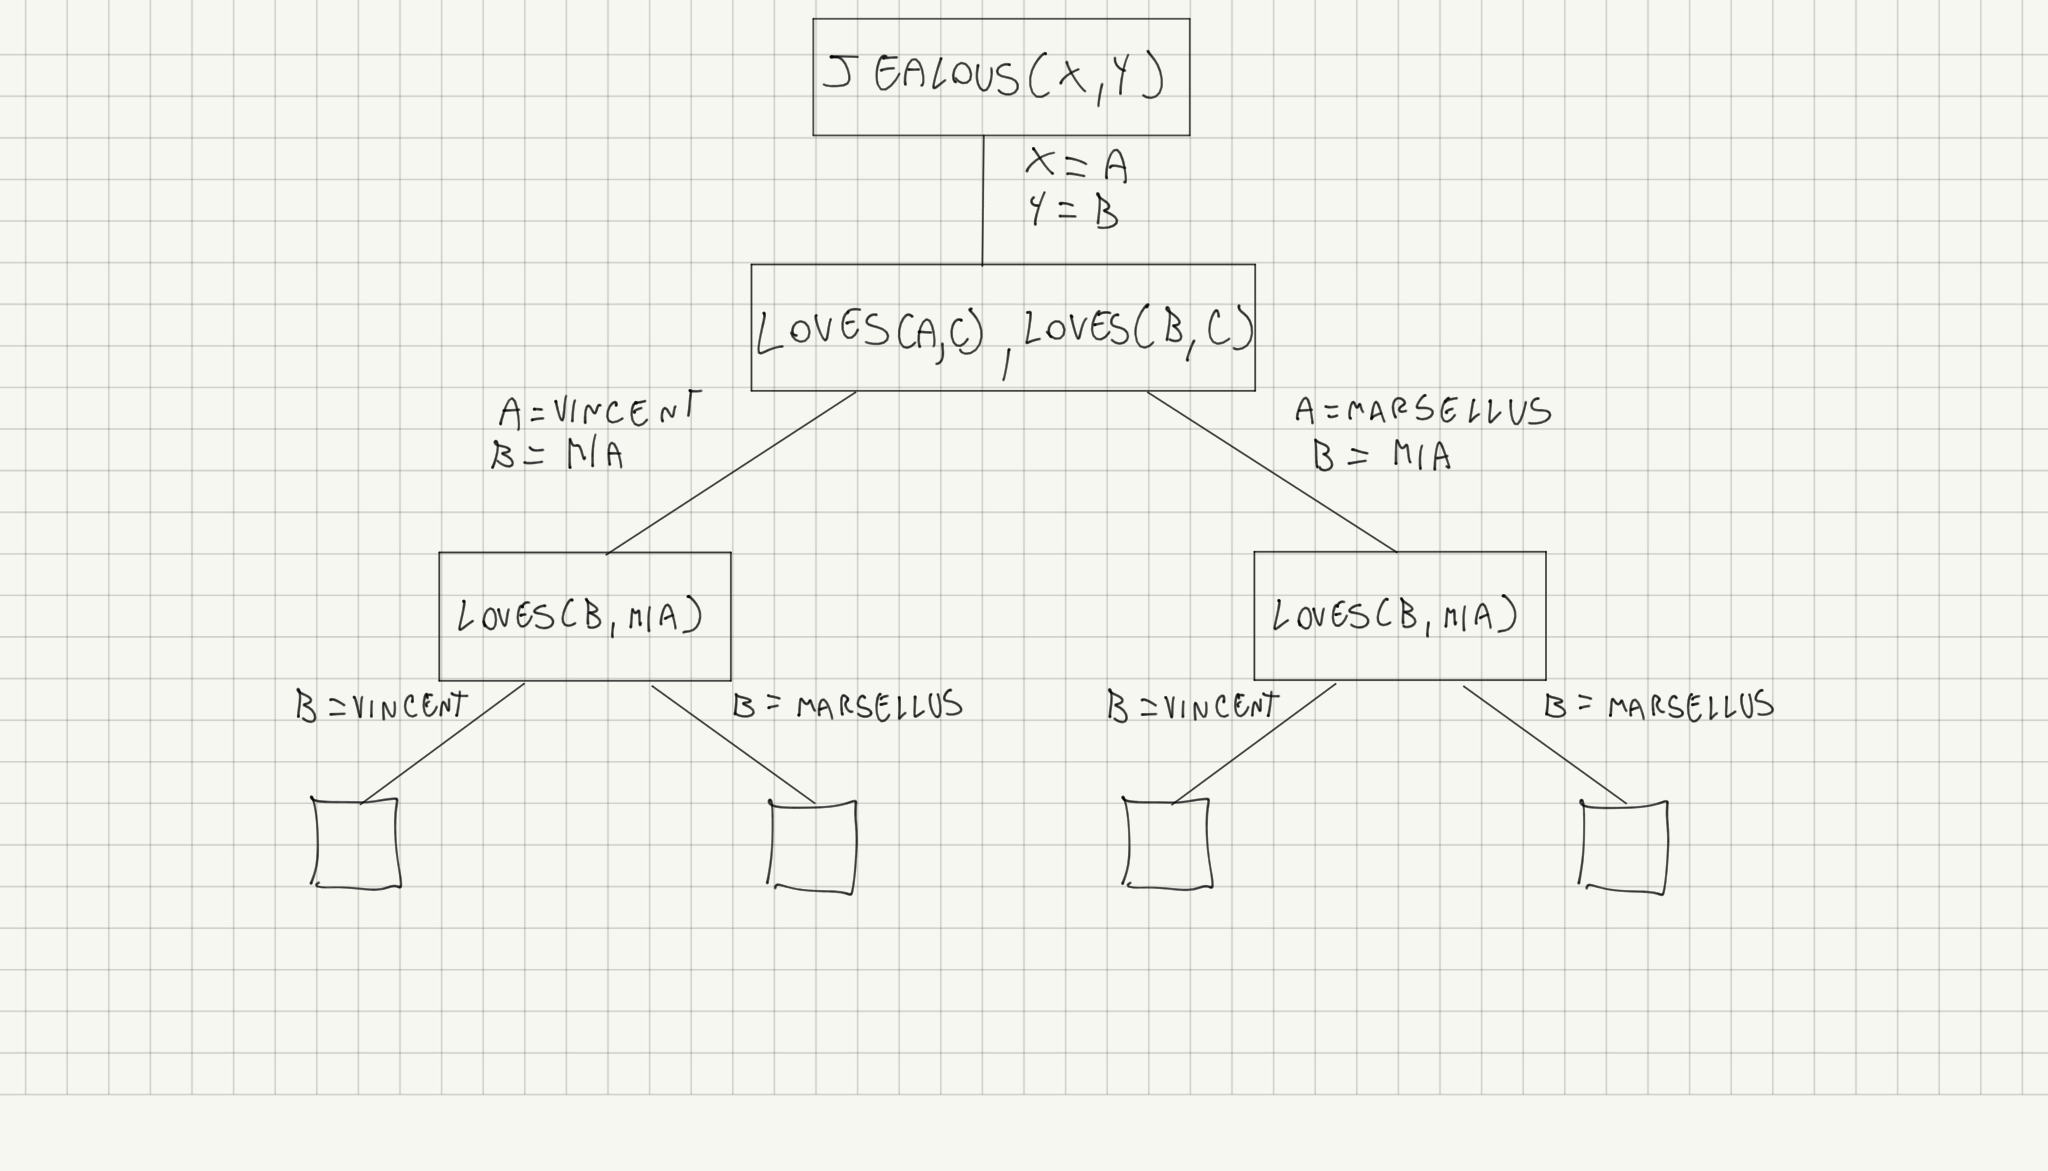 JEALOUS(X,Y)
X = A
Y = B
LOVES(A,C) , LOVES(B,C)
A = VINCENT
B = MIA
A = MARSELLUS
B = MIA
LOVES(B, MIA)
LOVES(B, MIA)
B = VINCENT
B = MARSELLUS
B = VINCENT
B = MARSELLUS